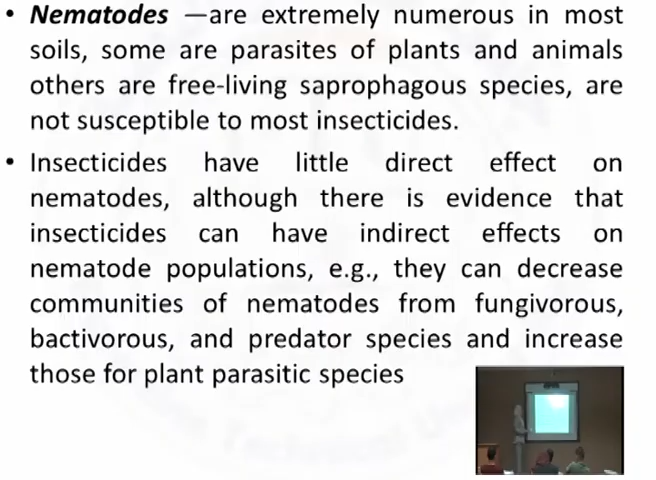 • Nematodes —are extremely numerous in most
soils, some are parasites of plants and animals
others are free-living saprophagous species, are
not susceptible to most insecticides.
• Insecticides have little direct effect on
nematodes, although there is evidence that
insecticides can have indirect effects on
nematode populations, e.g., they can decrease
communities of nematodes from fungivorous,
bactivorous, and predator species and increase
those for plant parasitic species